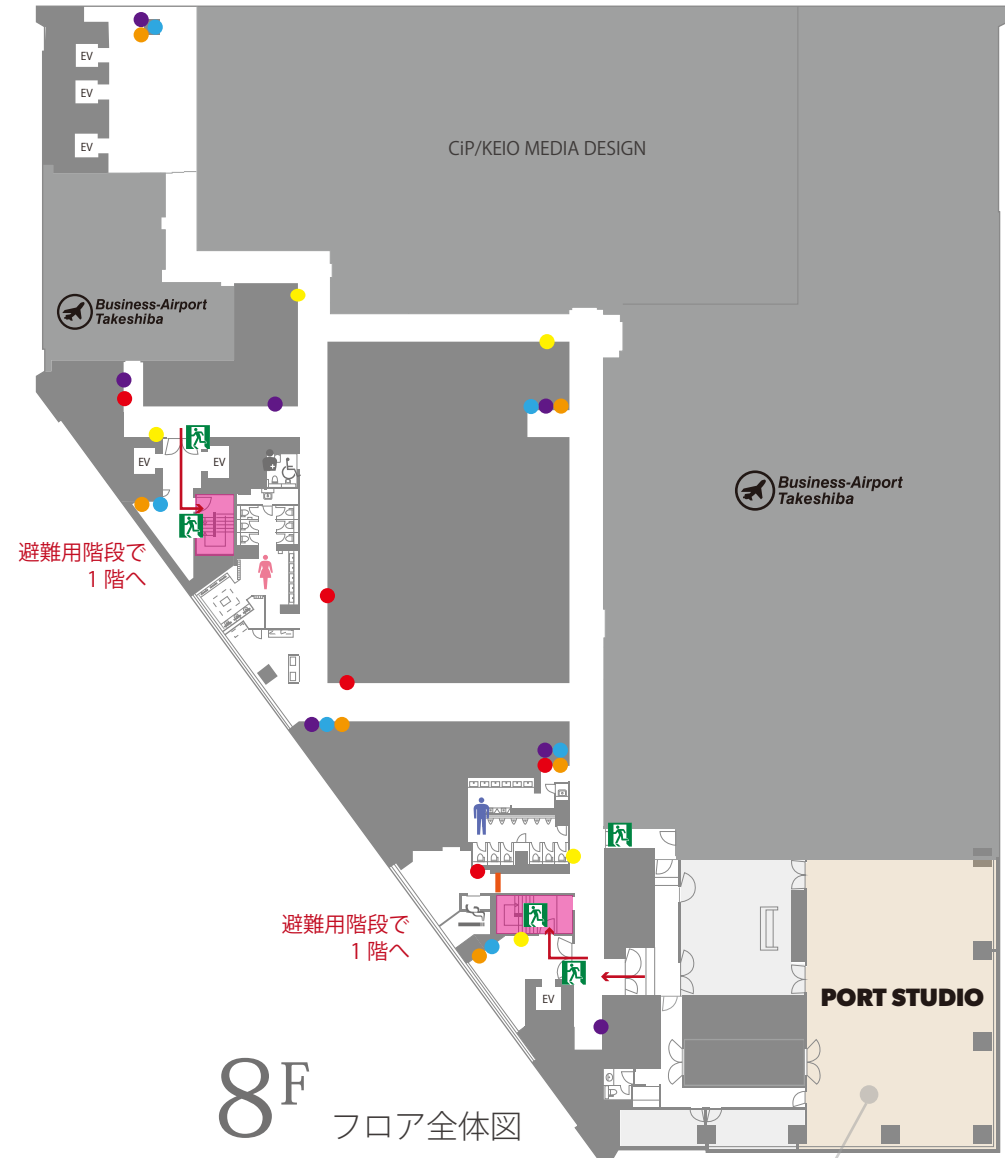 EV
EV
EV
CiP/KEIO MEDIA DESIGN
Business-Airport
Takeshiba
EV
EV
Business-Airport
Takeshiba
避難用階段で
1 階へ
避難用階段で
1 階へ
EV
PORT STUDIO
8F
フロア全体図